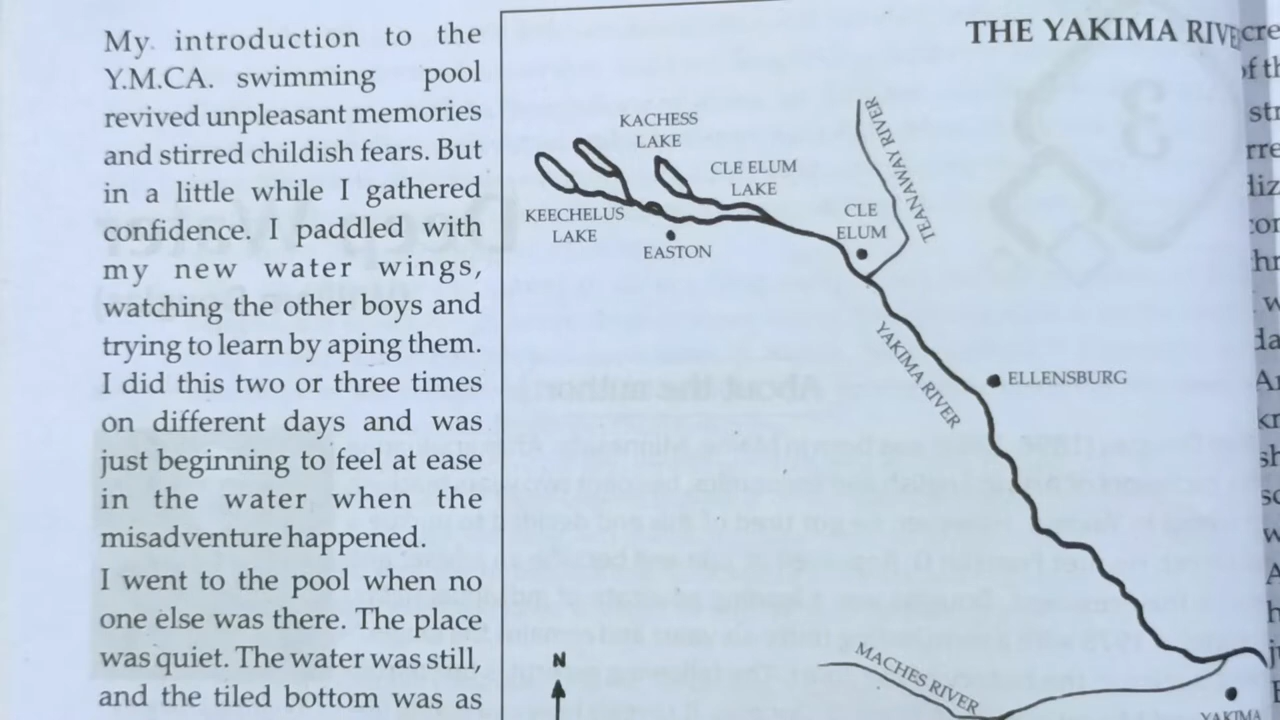 My introduction to the
Y.M.CA. swimming pool
revived unpleasant memories
and stirred childish fears. But
in a little while I gathered
confidence. I paddled with
my new water wings,
watching the other boys and
trying to learn by aping them.
I did this two or three times
on different days and was
just beginning to feel at ease
in the water when the
misadventure happened.
I went to the pool when no
one else was there. The place
was quiet. The water was still,
and the tiled bottom was as
THE YAKIMA RIVE
KACHESS
LAKE
CLE ELUM
LAKE
KEECHELUS
LAKE
EASTON
CLE
ELUM
TEANAWAY RIVER
YAKIMA RIVER
ELLENSBURG
MACHES RIVER
YAKIMA
N